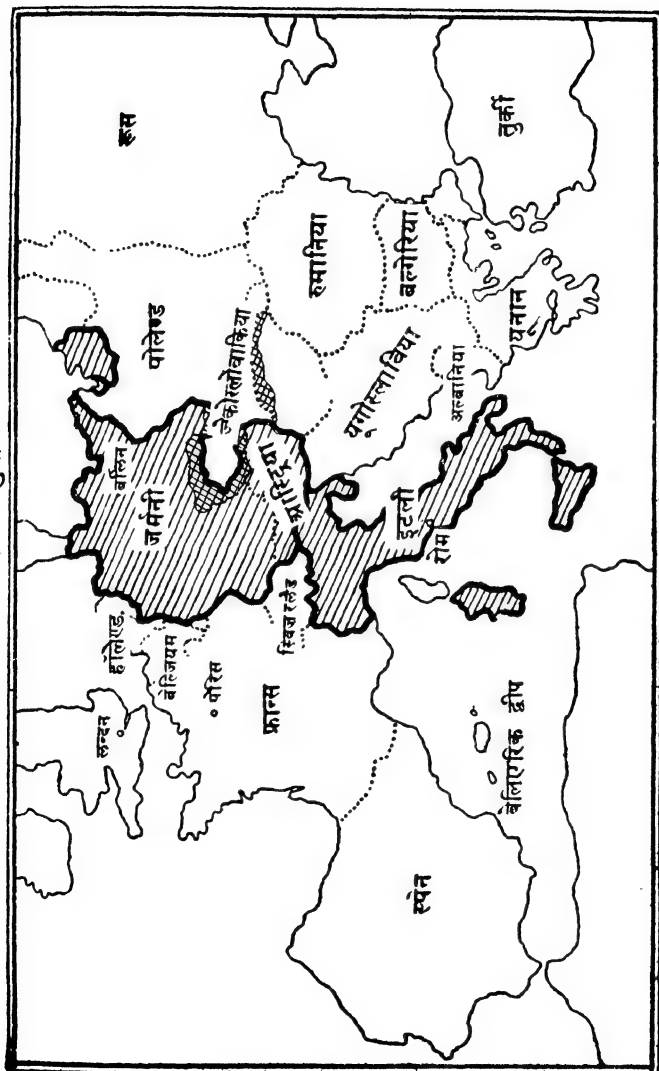 रूस
पोलेण्ड
बर्लिन
जर्मनी
हॉलेण्ड
लन्दन
बेल्जियम
पेरिस
फ्रान्स
स्विजरलैंड
आस्ट्रिया
जेकोस्लोवाकिया
रुमानिया
बल्गेरिया
यूगोस्लाविया
अल्बानिया
यूनान
तुर्की
इटली
रोम
बेलिएरिक द्वीप
स्पेन